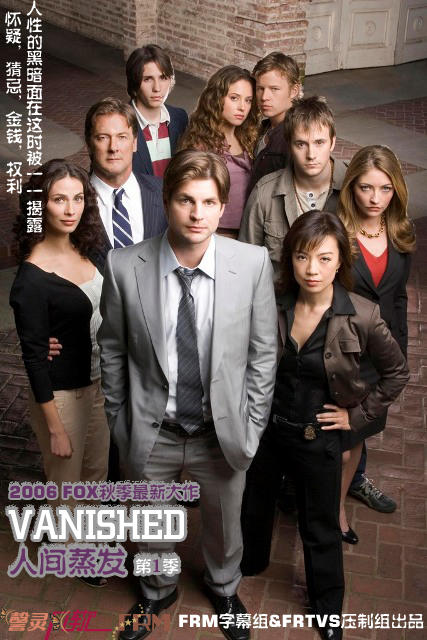 人性的黑暗面在这时被一一揭露
怀疑，猜忌，金钱，权利
2006 FOX秋季最新大作
VANISHED
人间蒸发 第1季
FRM
FRM字幕组&FRTVS压制组出品